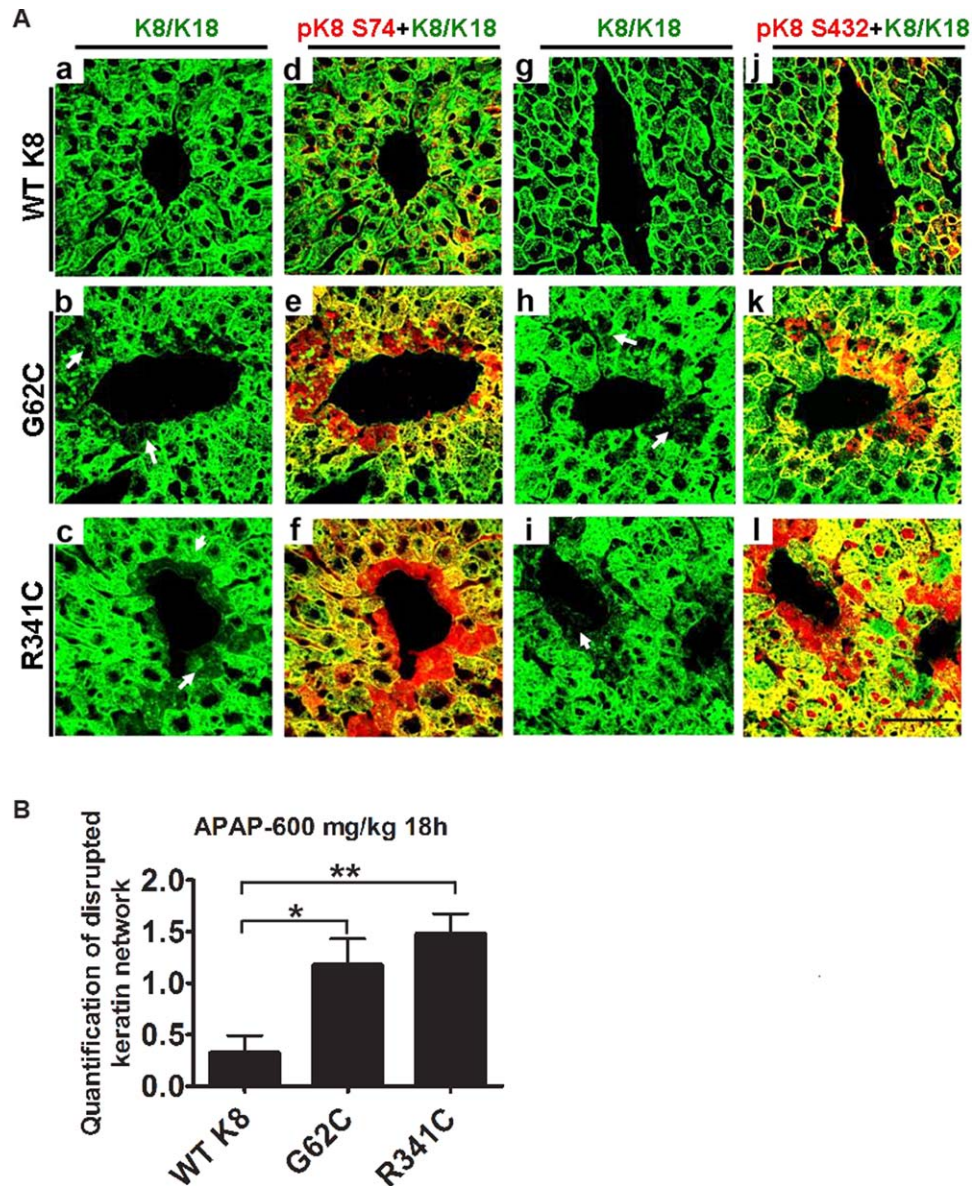 A
K8/K18
pK8 S74+K8/K18
K8/K18
pK8 S432+K8/K18
WT K8
a
d
g
j
G62C
b
e
h
k
R341C
c
f
i
l
B
APAP-600 mg/kg 18h
Quantification of disrupted
keratin network
2.0
1.5
1.0
0.5
0.0
*
**
WT K8
G62C
R341C